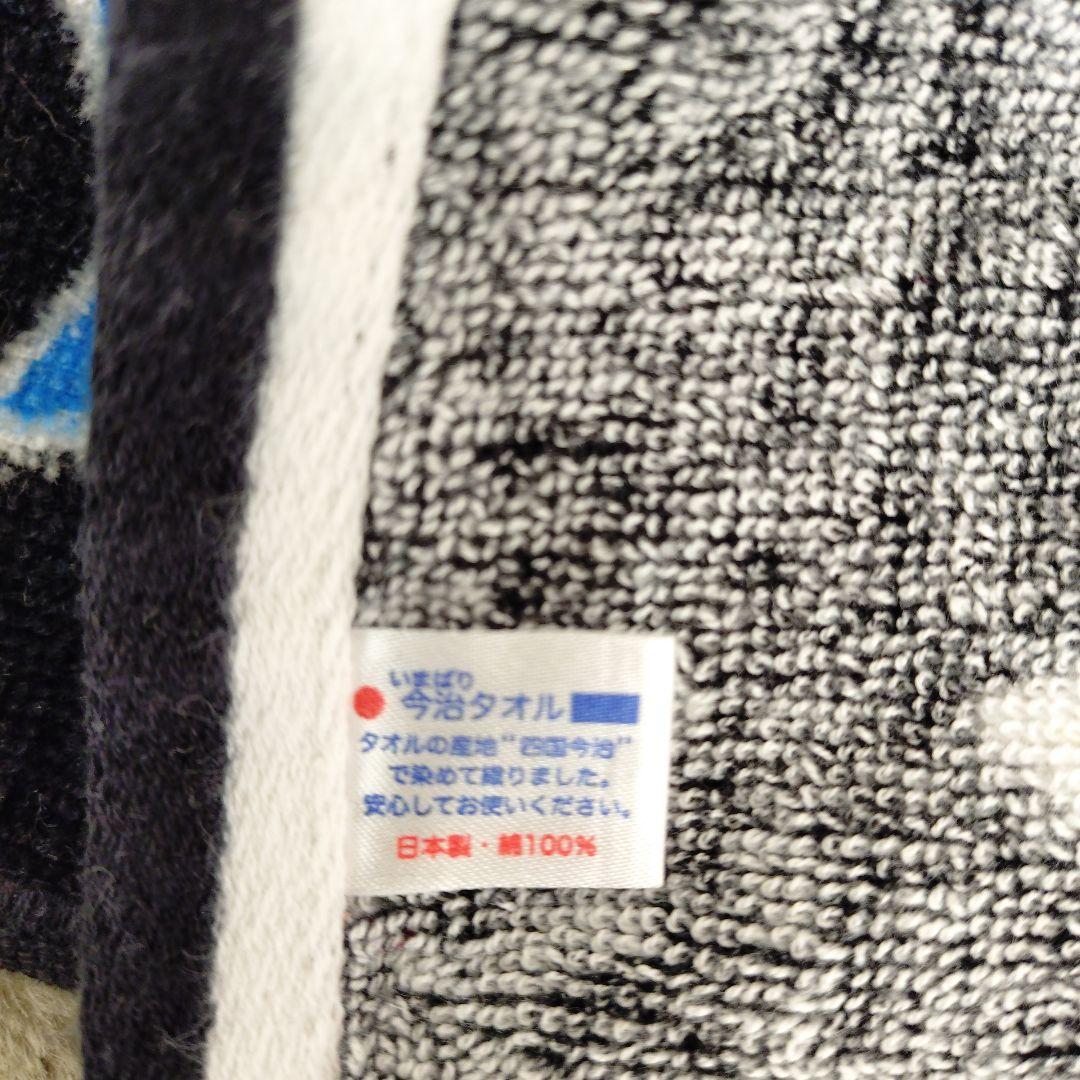 いまばり
今治タオル
タオルの産地"四国今治"
で染めて織りました。
安心してお使いください。
日本製・綿100%